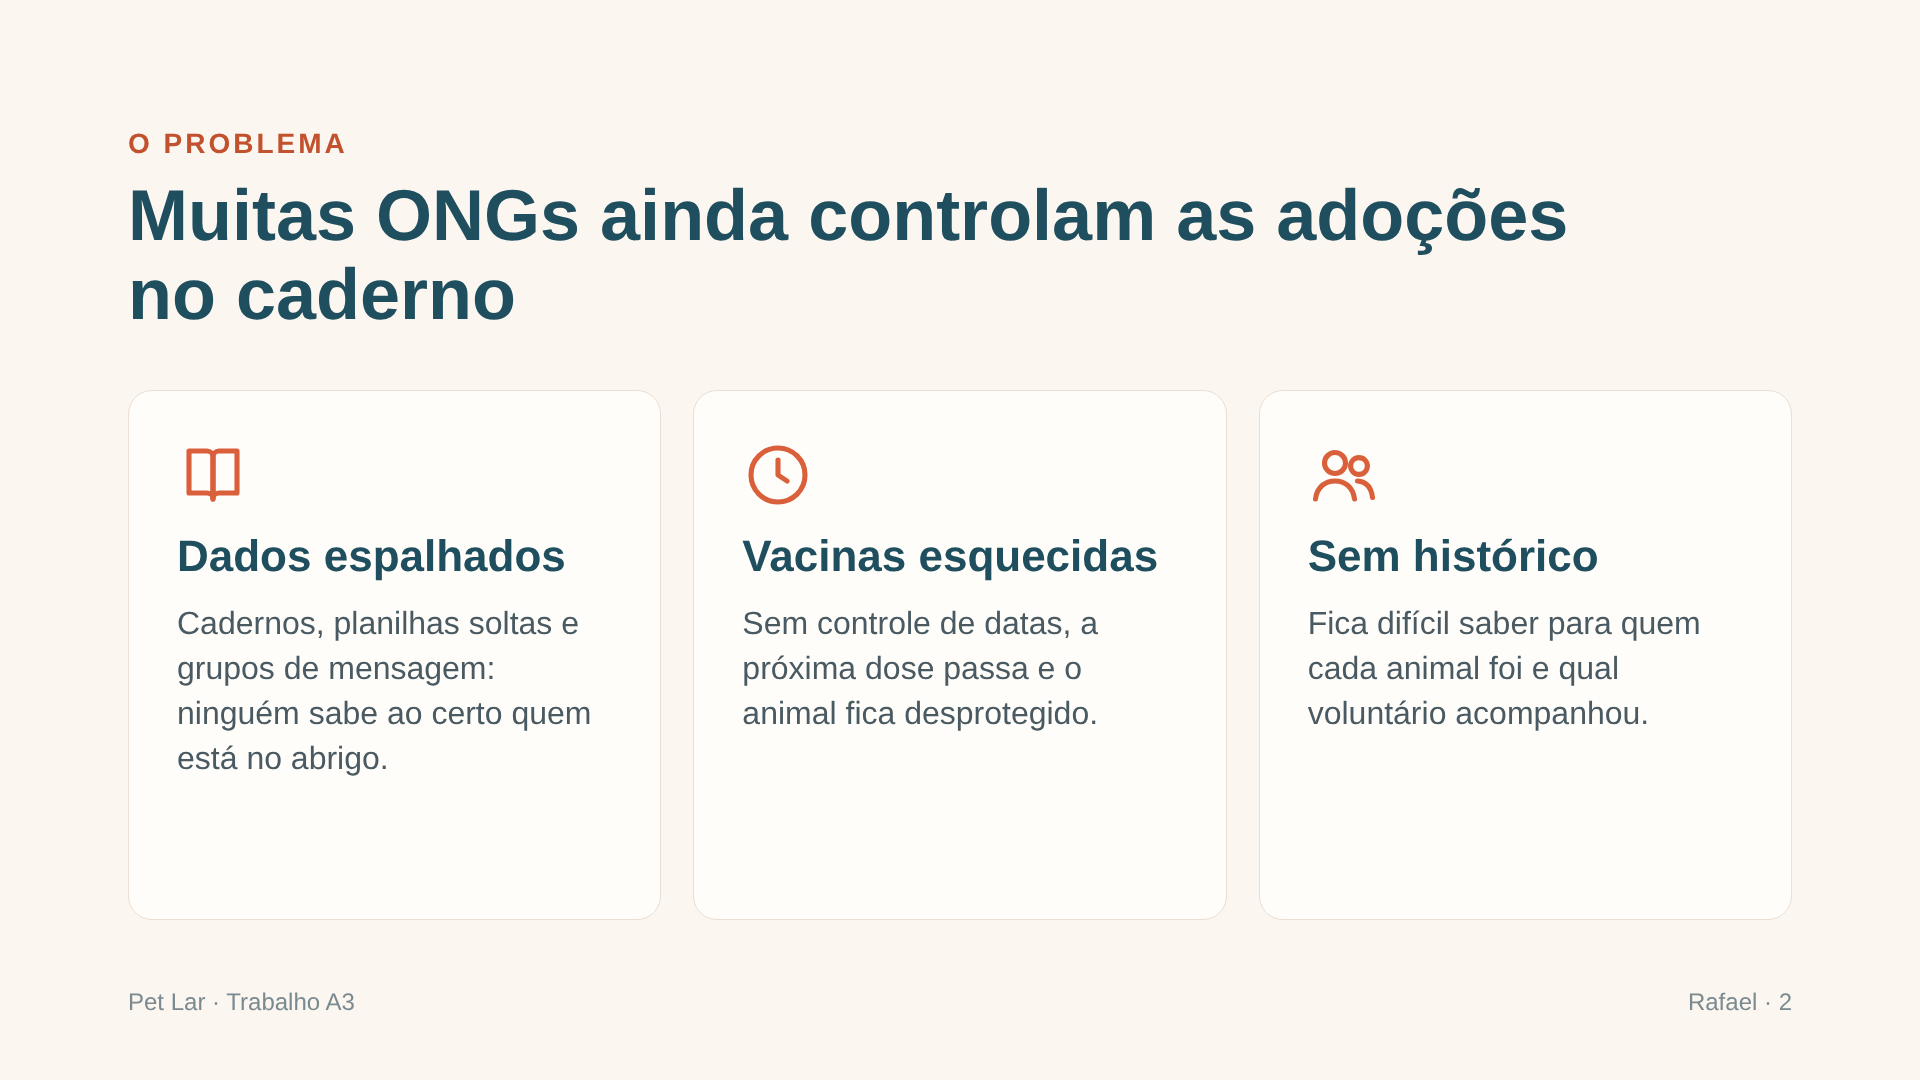 O PROBLEMA
Muitas ONGs ainda controlam as adoções
no caderno
Dados espalhados
Cadernos, planilhas soltas e
grupos de mensagem:
ninguém sabe ao certo quem
está no abrigo.
Vacinas esquecidas
Sem controle de datas, a
próxima dose passa e o
animal fica desprotegido.
Sem histórico
Fica difícil saber para quem
cada animal foi e qual
voluntário acompanhou.
Pet Lar · Trabalho A3
Rafael · 2